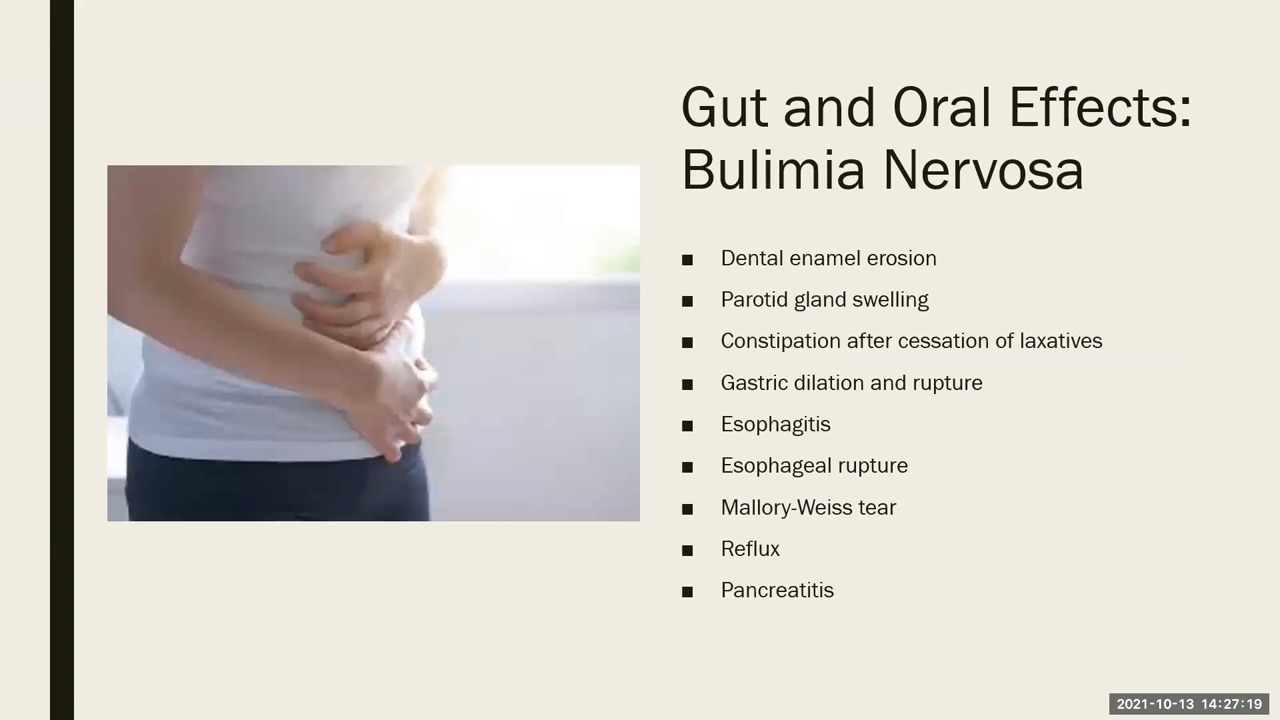 Gut and Oral Effects:
Bulimia Nervosa
■ Dental enamel erosion
■ Parotid gland swelling
■ Constipation after cessation of laxatives
■ Gastric dilation and rupture
■ Esophagitis
■ Esophageal rupture
■ Mallory-Weiss tear
■ Reflux
■ Pancreatitis
2021-10-13 14:27:19